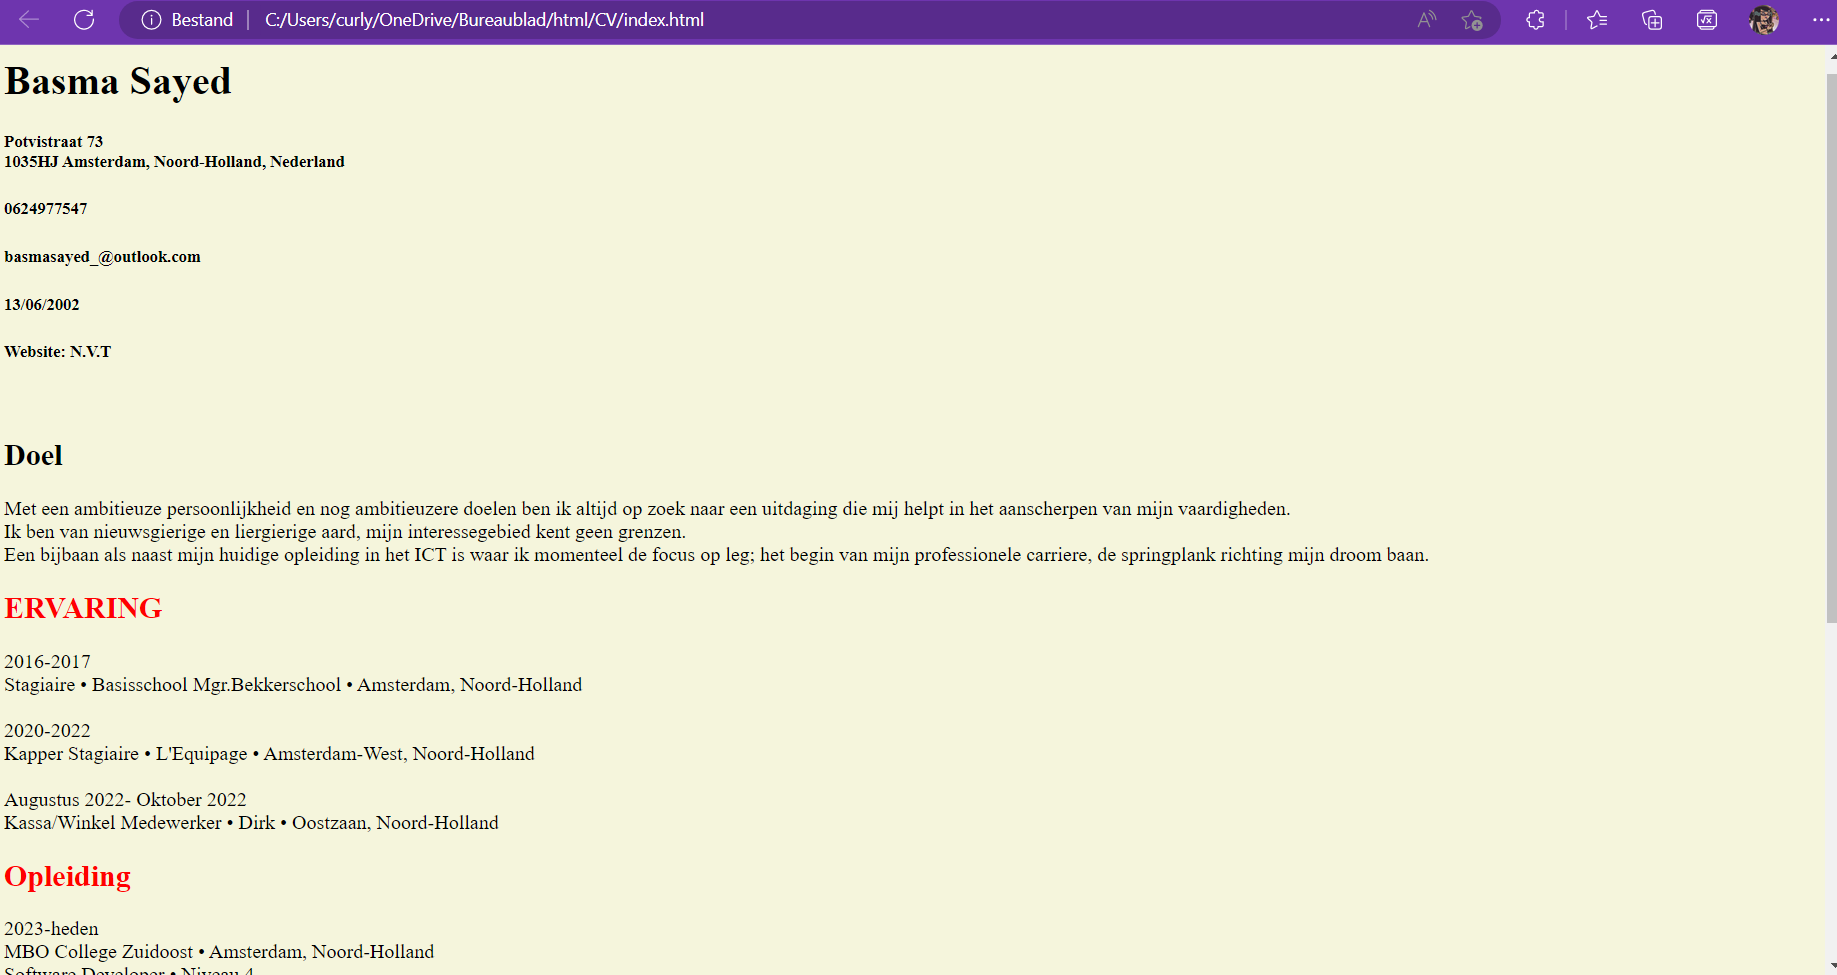 Bestand
C:/Users/curly/OneDrive/Bureaublad/html/CV/index.html
Basma Sayed
Potvistraat 73
1035HJ Amsterdam, Noord-Holland, Nederland
0624977547
basmasayed_@outlook.com
13/06/2002
Website: N.V.T
Doel
Met een ambitieuze persoonlijkheid en nog ambitieuzere doelen ben ik altijd op zoek naar een uitdaging die mij helpt in het aanscherpen van mijn vaardigheden.
Ik ben van nieuwsgierige en liergierige aard, mijn interessegebied kent geen grenzen.
Een bijbaan als naast mijn huidige opleiding in het ICT is waar ik momenteel de focus op leg; het begin van mijn professionele carriere, de springplank richting mijn droom baan.
ERVARING
2016-2017
Stagiaire • Basisschool Mgr.Bekkerschool • Amsterdam, Noord-Holland
2020-2022
Kapper Stagiaire • L'Equipage • Amsterdam-West, Noord-Holland
Augustus 2022- Oktober 2022
Kassa/Winkel Medewerker • Dirk • Oostzaan, Noord-Holland
Opleiding
2023-heden
MBO College Zuidoost • Amsterdam, Noord-Holland
Software Developer • Niveau 4